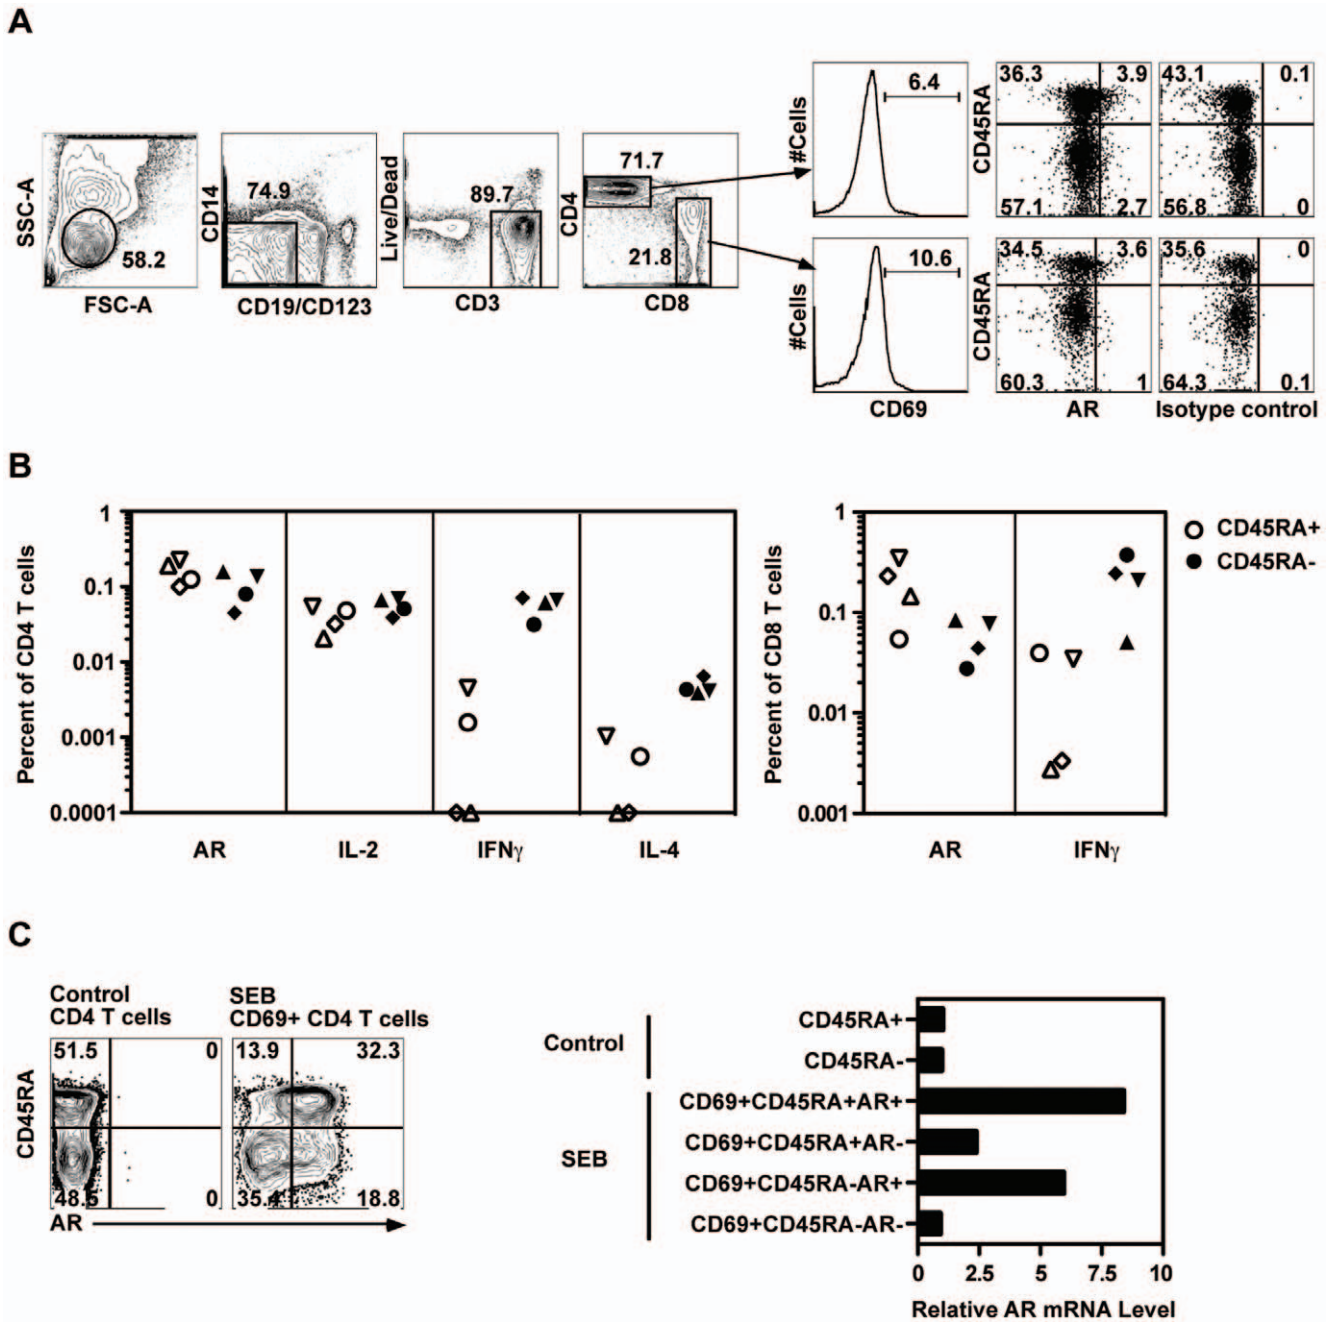 A
SSC-A
58.2
FSC-A
CD14
74.9
CD19/CD123
Live/Dead
89.7
CD3
CD4
71.7
21.8
CD8
#Cells
6.4
CD45RA
36.3
3.9
57.1
2.7
43.1
0.1
56.8
0
#Cells
10.6
CD69
CD45RA
34.5
3.6
60.3
1
AR
35.6
0
64.3
0.1
Isotype control
B
Percent of CD4 T cells
1
0.1
0.01
0.001
0.0001
AR
IL-2
IFNγ
IL-4
Percent of CD8 T cells
1
0.1
0.01
0.001
AR
IFNγ
CD45RA+
CD45RA-
C
Control
CD4 T cells
SEB
CD69+ CD4 T cells
CD45RA
51.5
0
48.5
0
13.9
32.3
35.4
18.8
AR
Control
CD45RA+
CD45RA-
SEB
CD69+CD45RA+AR+
CD69+CD45RA+AR-
CD69+CD45RA-AR+
CD69+CD45RA-AR-
0 2.5 5 7.5 10
Relative AR mRNA Level